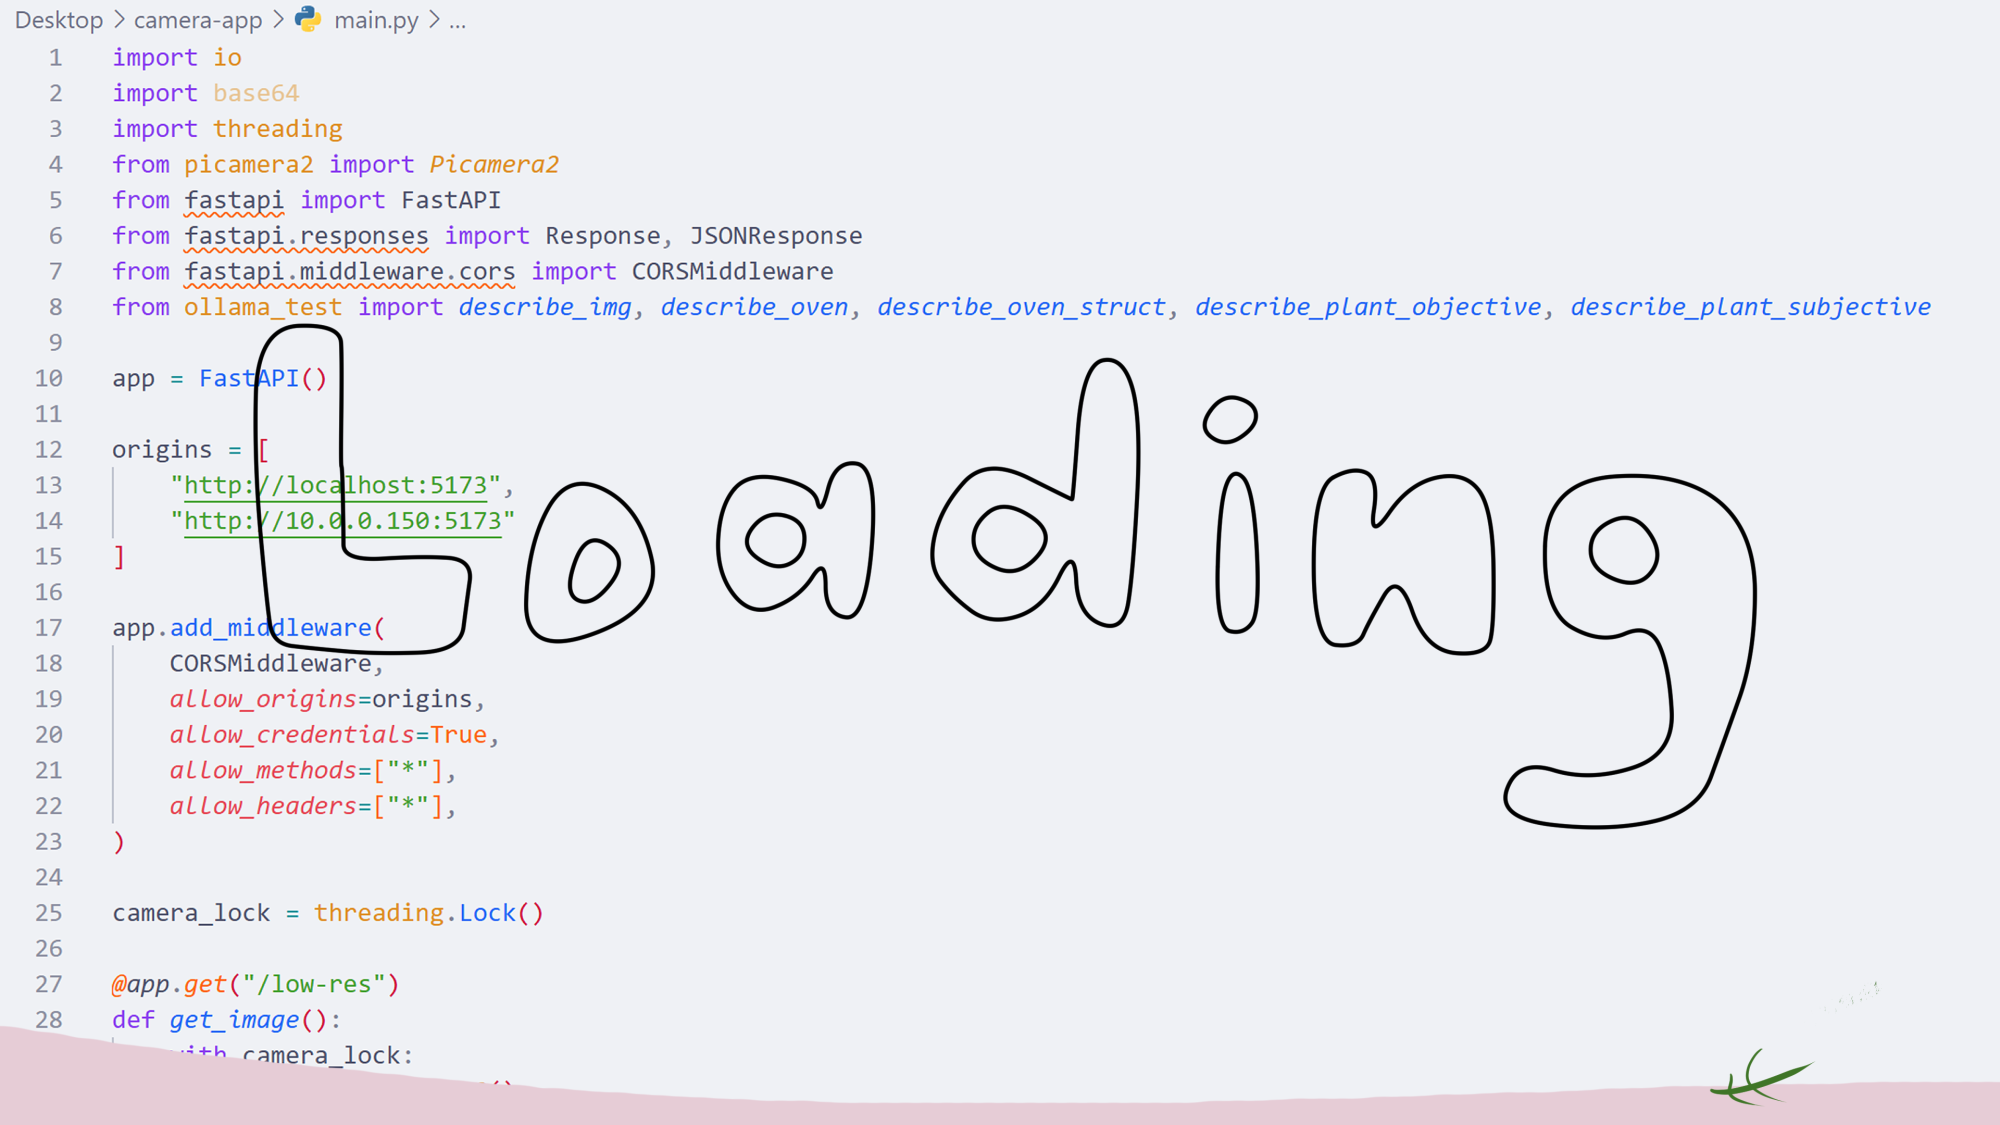 Desktop > camera-app > main.py > ...
1 import io
2 import base64
3 import threading
4 from picamera2 import Picamera2
5 from fastapi import FastAPI
6 from fastapi.responses import Response, JSONResponse
7 from fastapi.middleware.cors import CORSMiddleware
8 from ollama_test import describe_img, describe_oven, describe_oven_struct, describe_plant_objective, describe_plant_subjective
9
10 app = FastAPI()
11
12 origins = [
13 "http://localhost:5173",
14 "http://10.0.0.150:5173"
15 ]
16
17 app.add_middleware(
18 CORSMiddleware,
19 allow_origins=origins,
20 allow_credentials=True,
21 allow_methods=["*"],
22 allow_headers=["*"],
23 )
24
25 camera_lock = threading.Lock()
26
27 @app.get("/low-res")
28 def get_image():
with camera_lock:
Loading